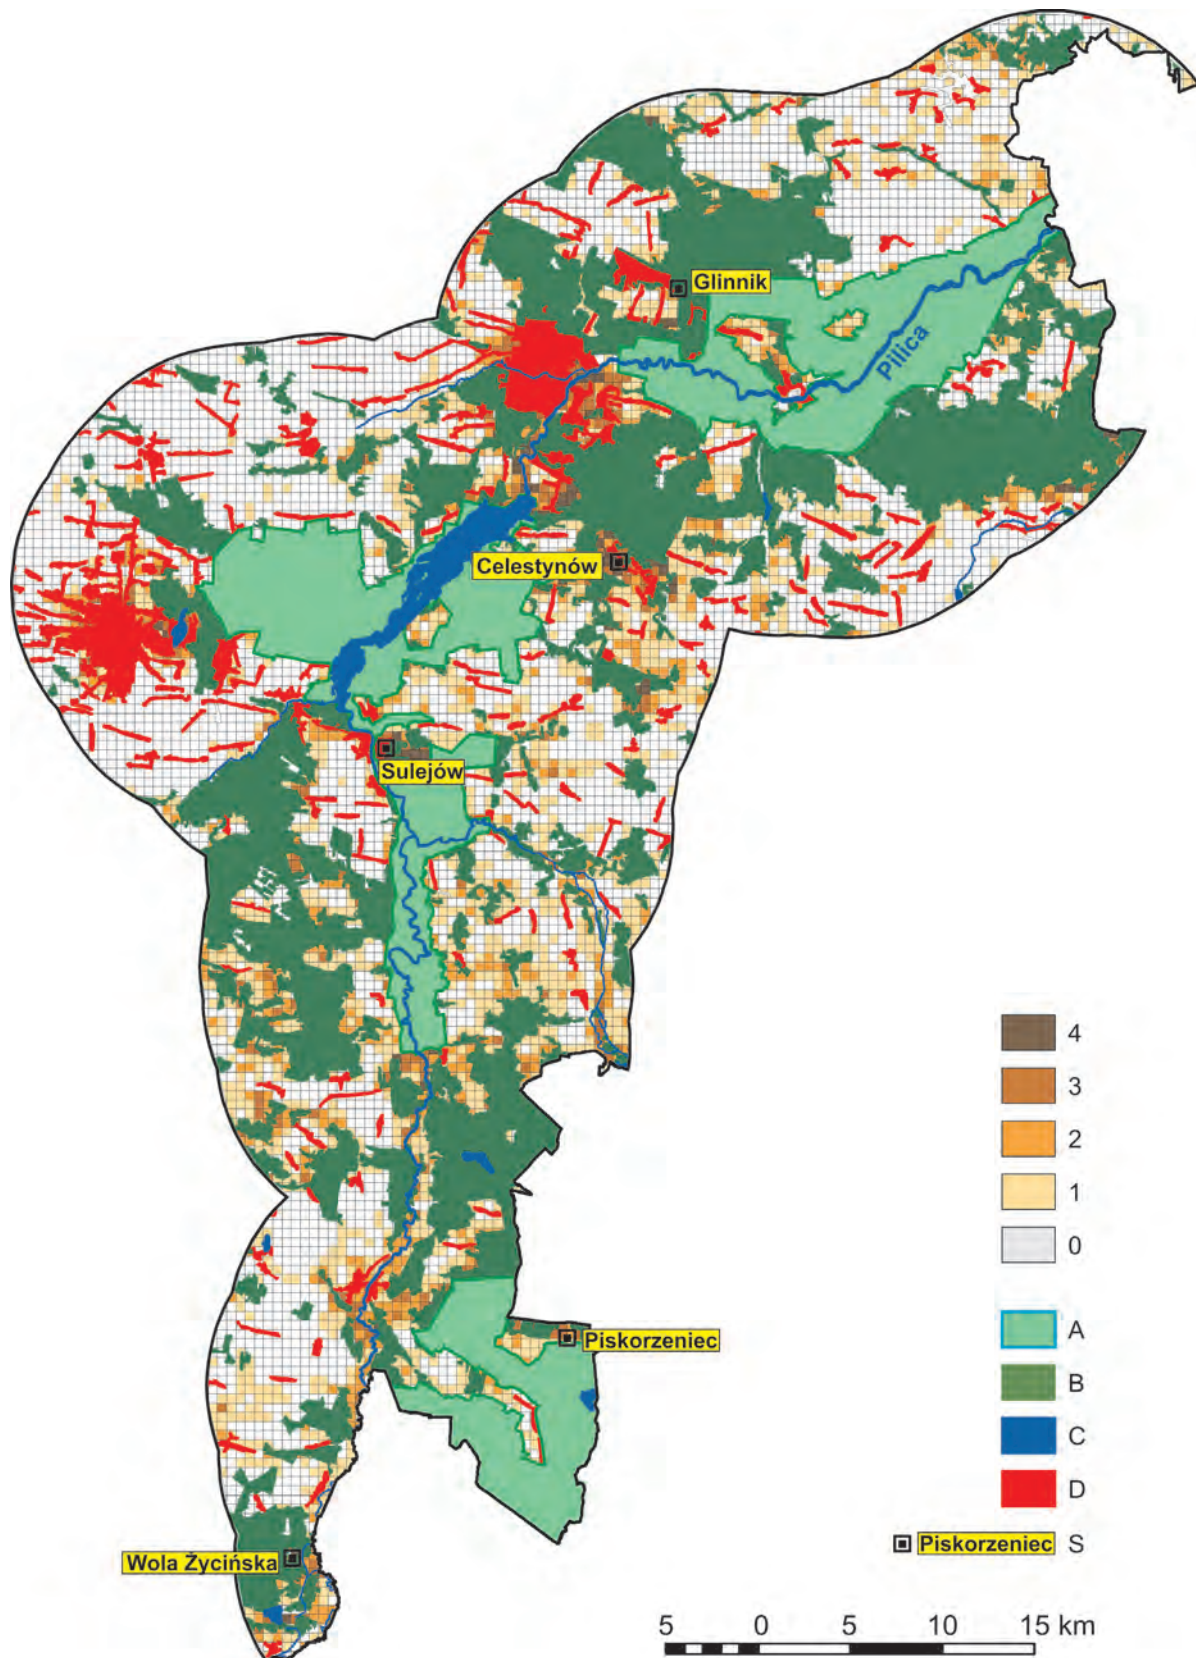 Glinnik
Pilica
Celestynów
Sulejów
4
3
2
1
0
A
Piskorzeniec
B
C
D
Wola Życińska
Piskorzeniec S
5 0 5 10 15 km